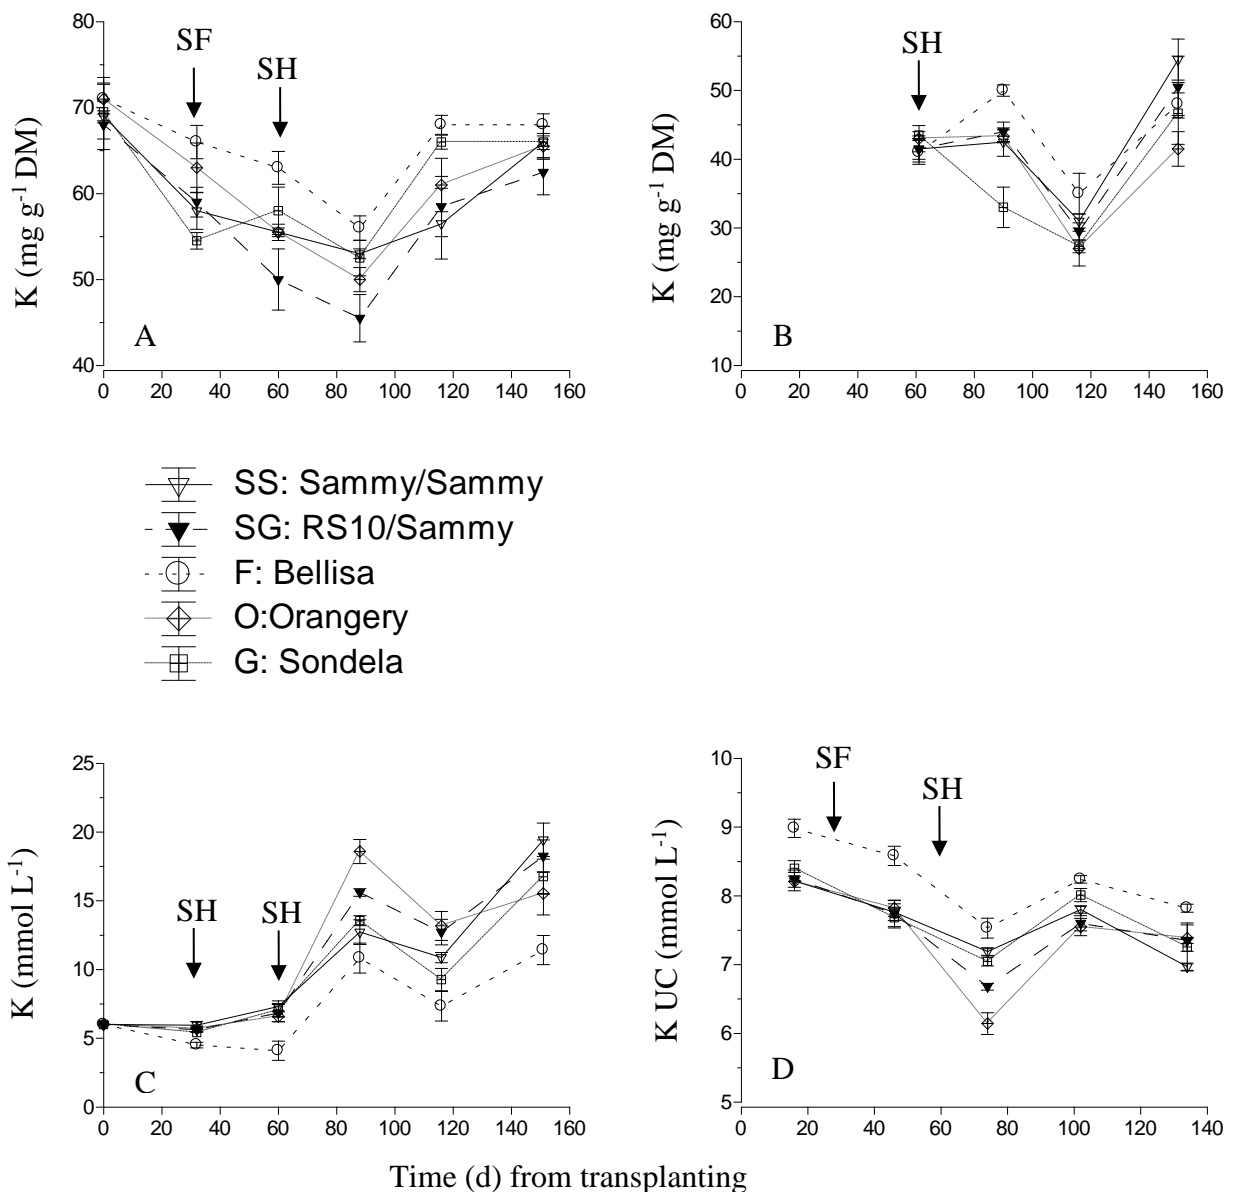 K (mg g-1 DM)
80
70
60
50
40
SF
SH
A
0 20 40 60 80 100 120 140 160
K (mg g-1 DM)
60
50
40
30
20
10
SH
B
0 20 40 60 80 100 120 140 160
SS: Sammy/Sammy
SG: RS10/Sammy
F: Bellisa
O:Orangery
G: Sondela
K (mmol L-1)
25
20
15
10
5
0
SH
SH
C
0 20 40 60 80 100 120 140 160
K UC (mmol L-1)
10
9
8
7
6
5
SF
SH
D
0 20 40 60 80 100 120 140
Time (d) from transplanting